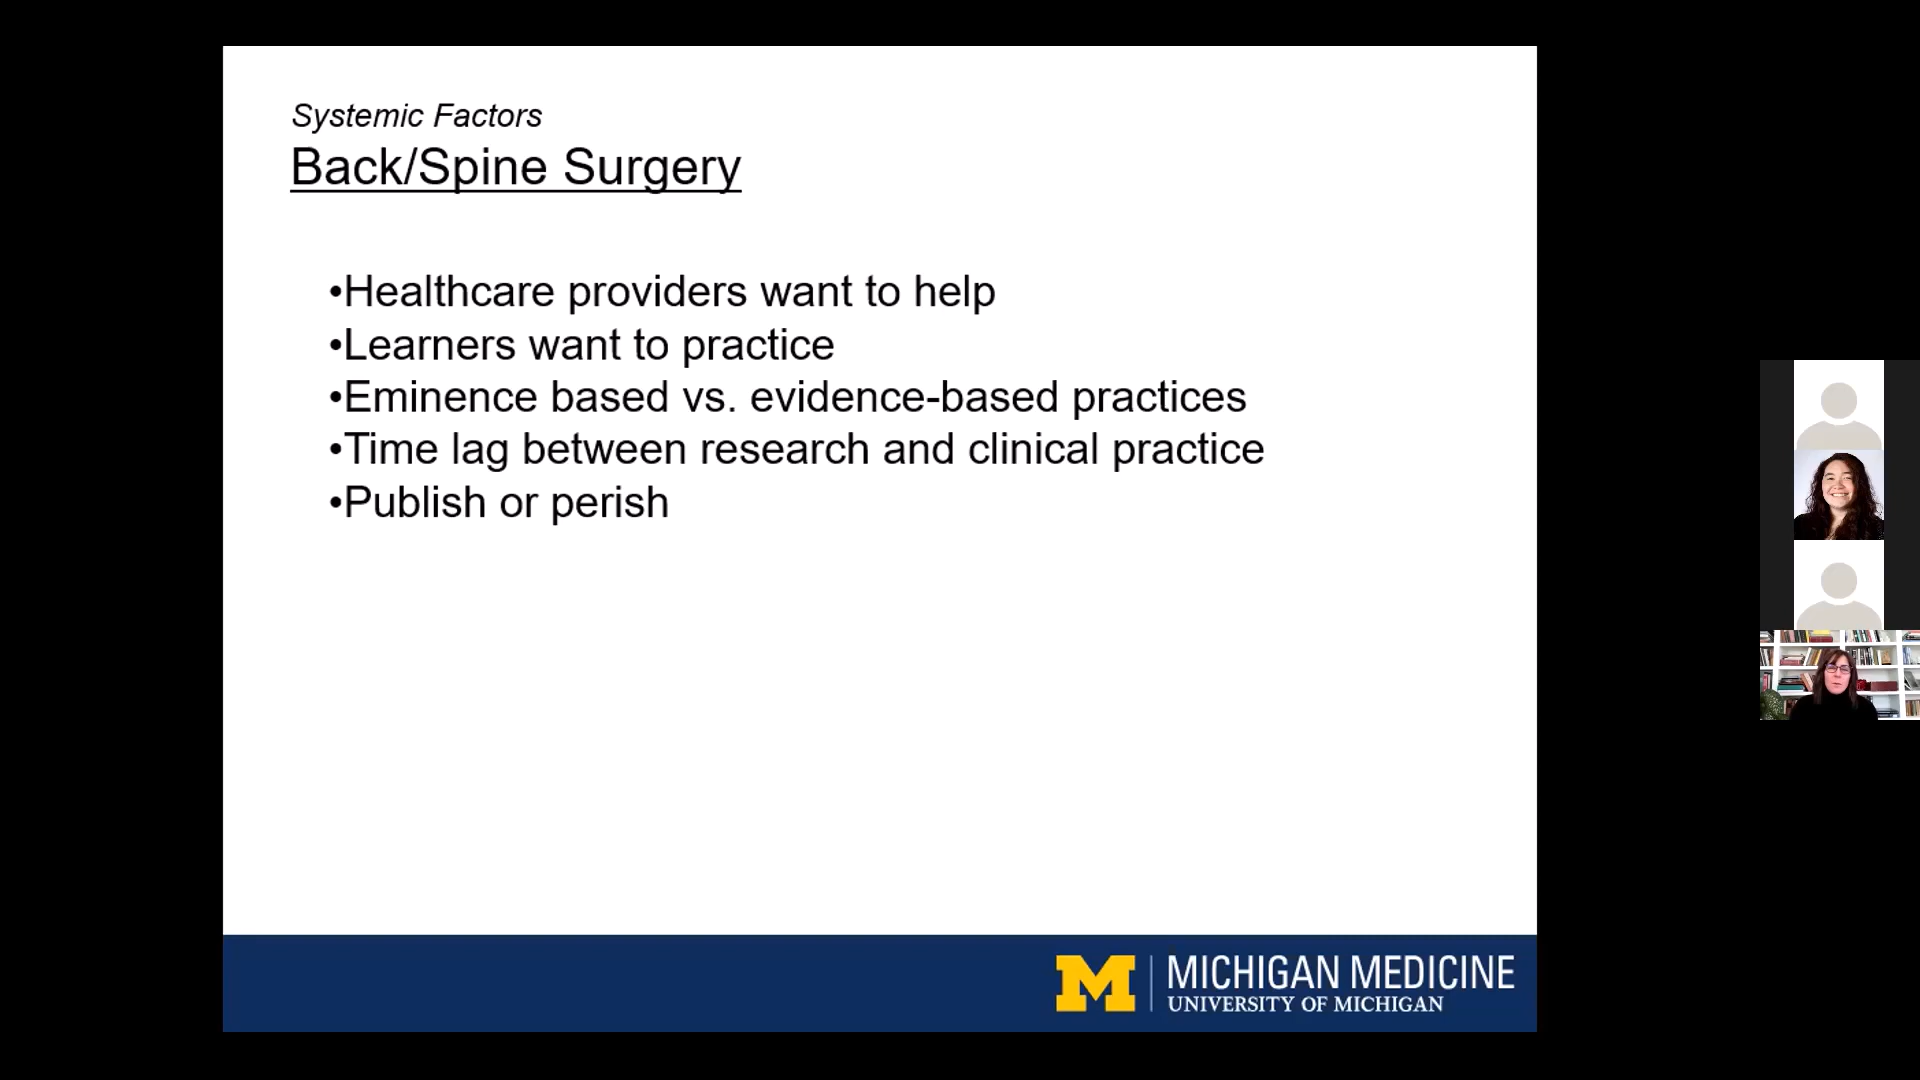 Systemic Factors
Back/Spine Surgery
•Healthcare providers want to help
•Learners want to practice
•Eminence based vs. evidence-based practices
•Time lag between research and clinical practice
•Publish or perish
M | MICHIGAN MEDICINE
UNIVERSITY OF MICHIGAN